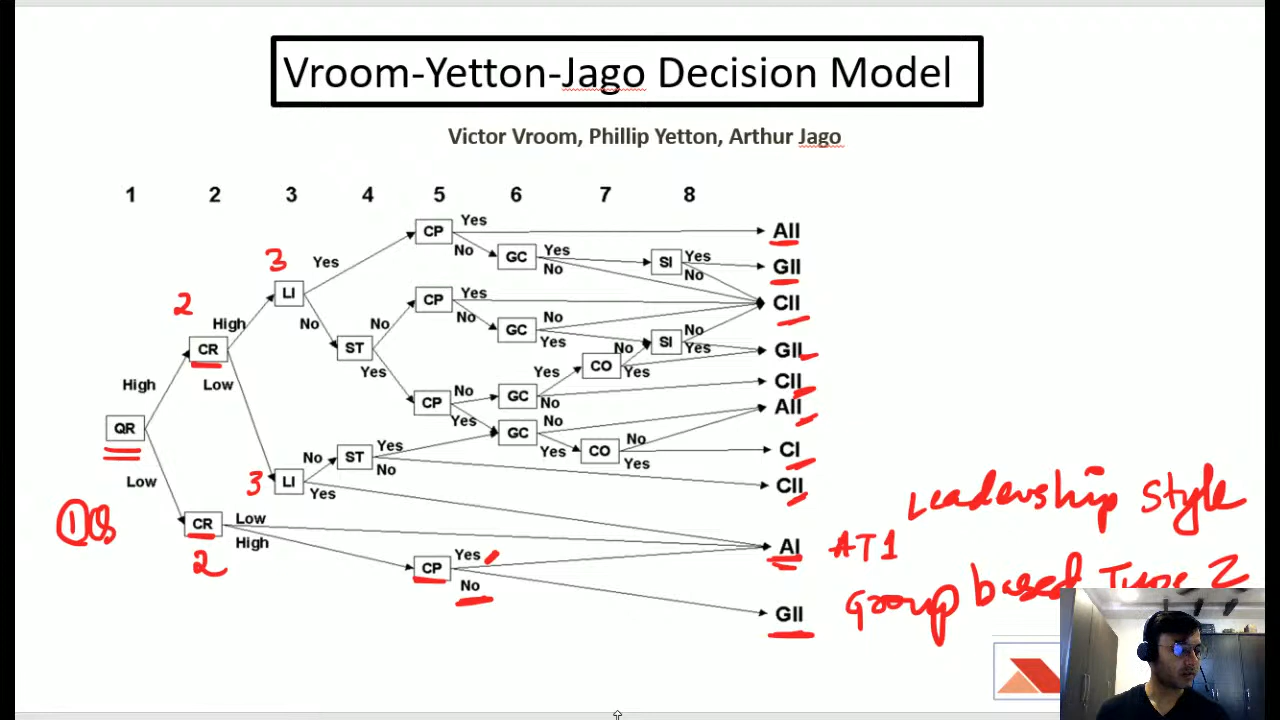 Vroom-Yetton-Jago Decision Model
Victor Vroom, Phillip Yetton, Arthur Jago
1 2 3 4 5 6 7 8
CP Yes AII
3 Yes No GC Yes SI Yes GII
No No
LI
2 High No No CP Yes CII
No GC No SI No
CR ST Yes Yes GII
No
Yes CO Yes
High Low Yes CP No GC No CII
Yes GC No AII
QR
No ST Yes Yes CO No CI
Yes
Low 3 LI Yes No CII
Leadership Style
1 QS
CR Low AI AT1
2 High CP Yes
No GII Group based Type 2